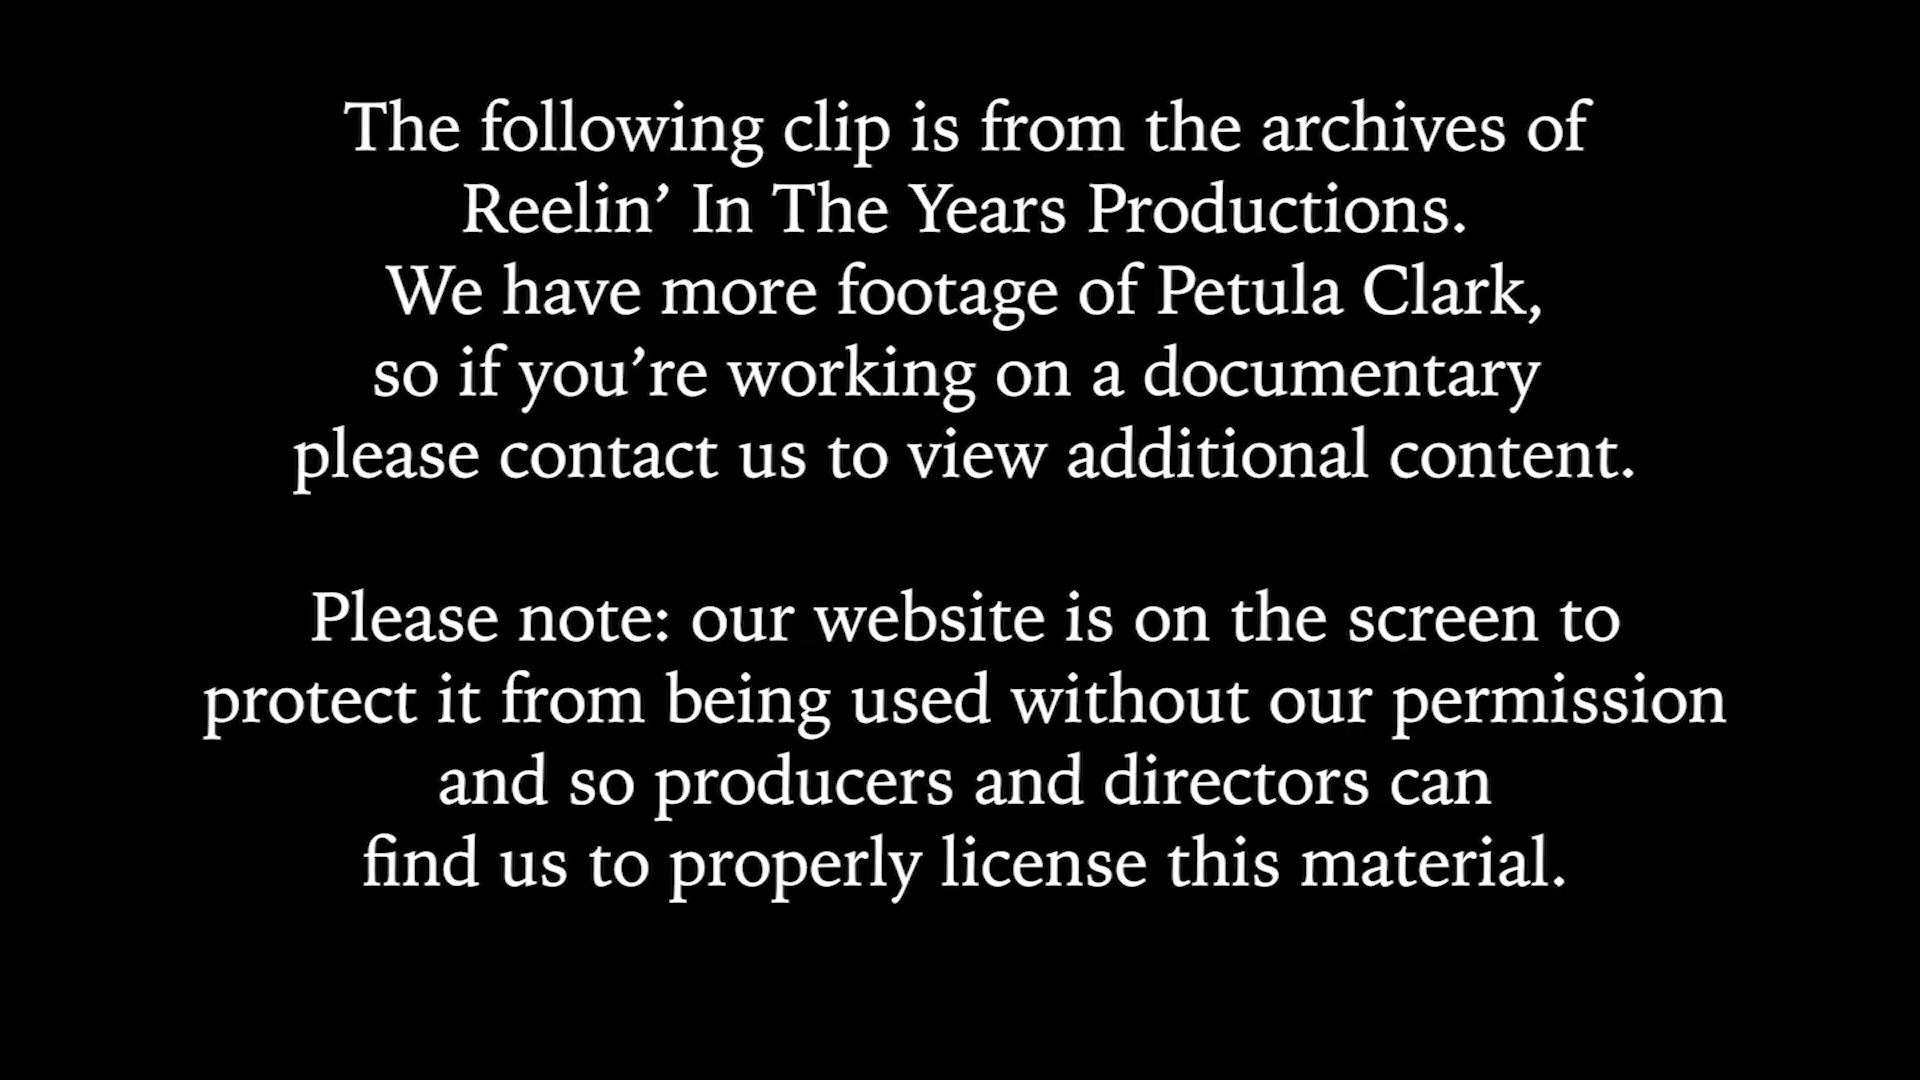 The following clip is from the archives of
Reelin’ In The Years Productions.
We have more footage of Petula Clark,
so if you’re working on a documentary
please contact us to view additional content.
Please note: our website is on the screen to
protect it from being used without our permission
and so producers and directors can
find us to properly license this material.